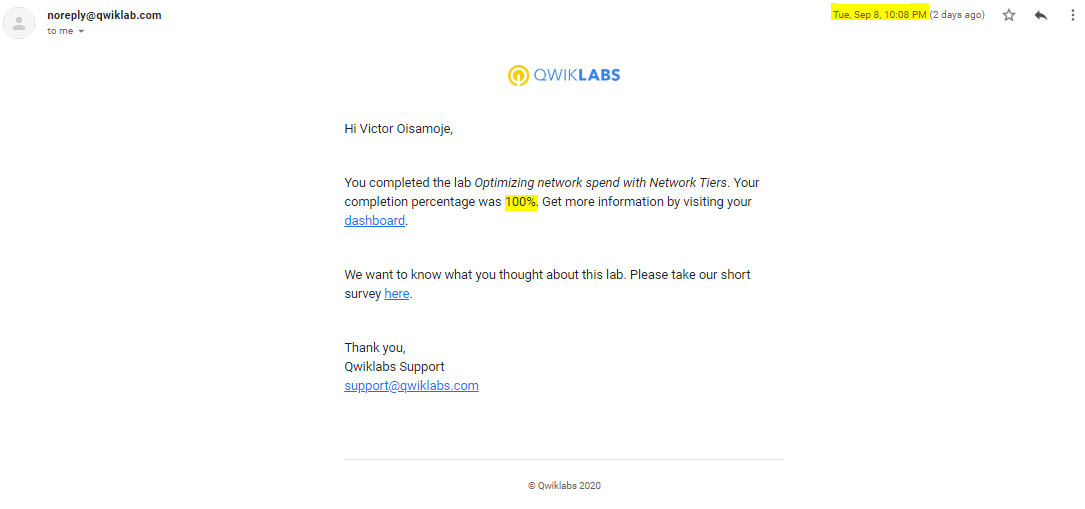 noreply@qwiklab.com
Tue, Sep 8, 10:08 PM (2 days ago)
to me
QWIKLABS
Hi Victor Oisamoje,
You completed the lab Optimizing network spend with Network Tiers. Your
completion percentage was 100%. Get more information by visiting your
dashboard.
We want to know what you thought about this lab. Please take our short
survey here.
Thank you,
Qwiklabs Support
support@qwiklabs.com
© Qwiklabs 2020